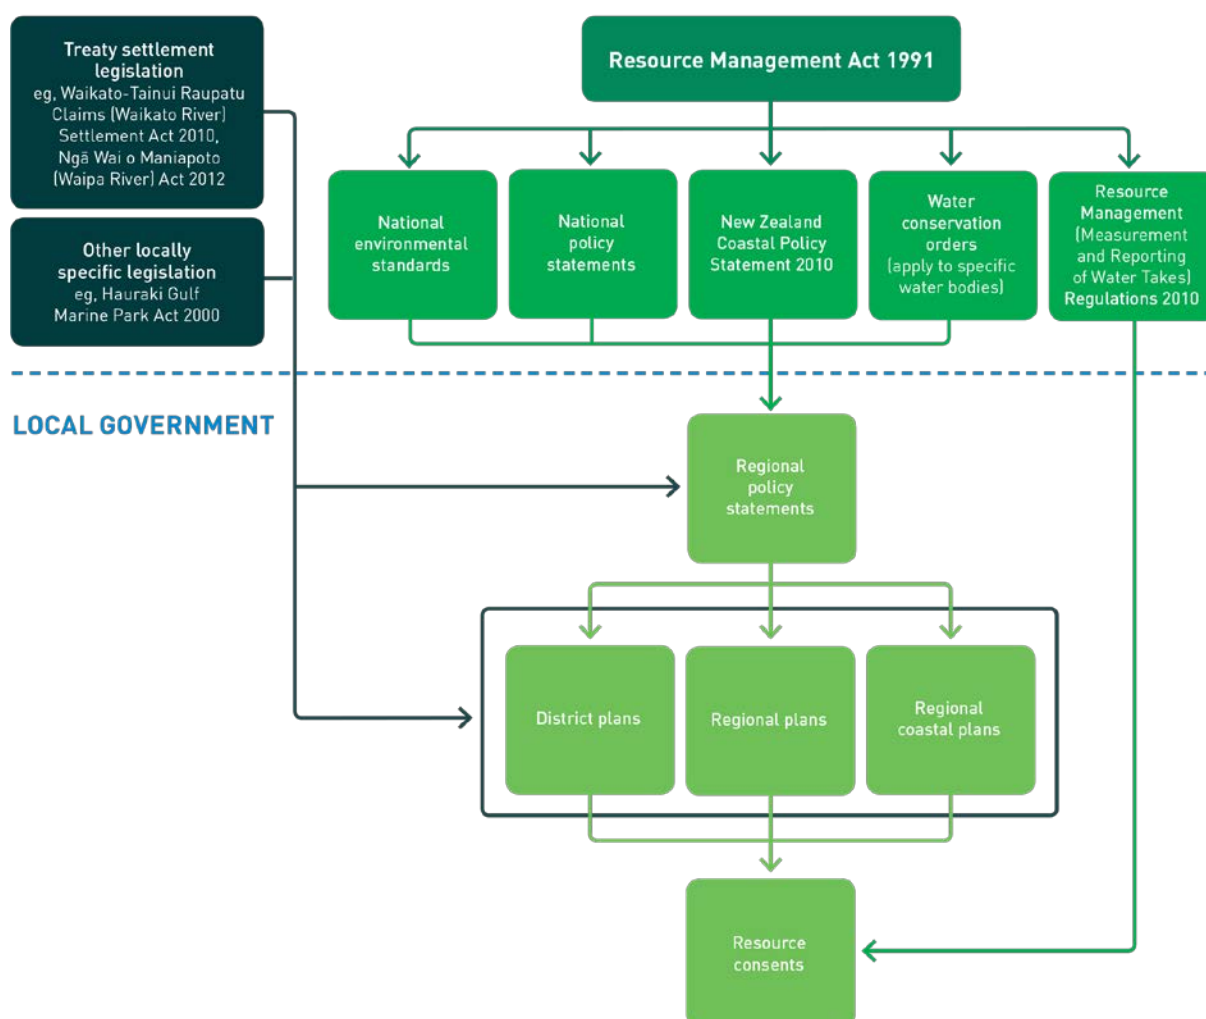 Treaty settlement
legislation
eg, Waikato-Tainui Raupatu
Claims (Waikato River)
Settlement Act 2010,
Ngā Wai o Maniapoto
(Waipa River) Act 2012
Other locally
specific legislation
eg, Hauraki Gulf
Marine Park Act 2000
Resource Management Act 1991
National
environmental
standards
National
policy
statements
New Zealand
Coastal Policy
Statement 2010
Water
conservation
orders
(apply to specific
water bodies)
Resource
Management
(Measurement
and Reporting
of Water Takes)
Regulations 2010
LOCAL GOVERNMENT
Regional
policy
statements
District plans
Regional plans
Regional
coastal plans
Resource
consents